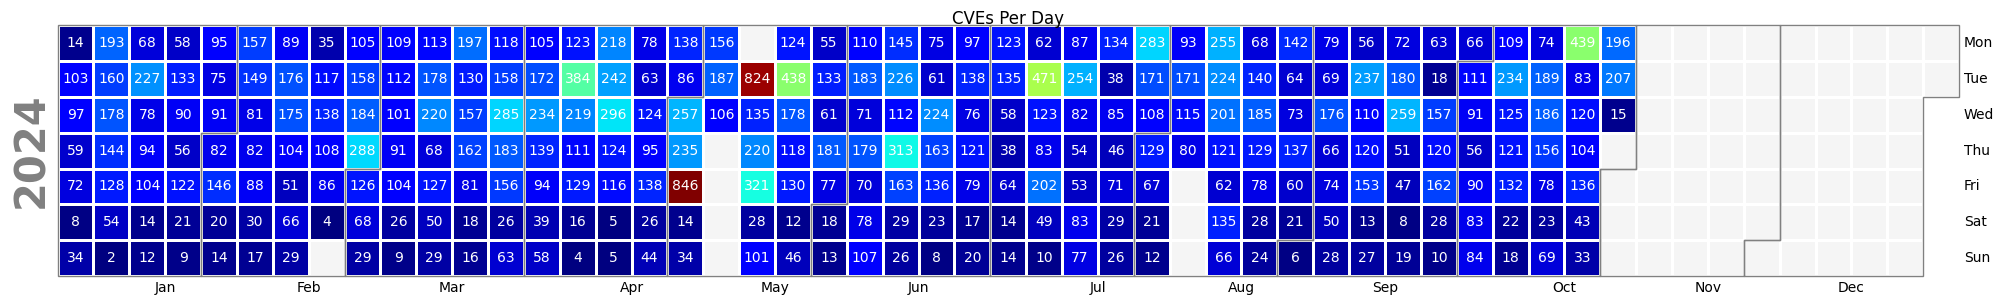 CVEs Per Day
2024
14 193 68 58 95 157 89 35 105 109 113 197 118 105 123 218 78 138 156 124 55 110 145 75 97 123 62 87 134 283 93 255 68 142 79 56 72 63 66 109 74 439 196 Mon
103 160 227 133 75 149 176 117 158 112 178 130 158 172 384 242 63 86 187 824 438 133 183 226 61 138 135 471 254 38 171 171 224 140 64 69 237 180 18 111 234 189 83 207 Tue
97 178 78 90 91 81 175 138 184 101 220 157 285 234 219 296 124 257 106 135 178 61 71 112 224 76 58 123 82 85 108 115 201 185 73 176 110 259 157 91 125 186 120 15 Wed
59 144 94 56 82 82 104 108 288 91 68 162 183 139 111 124 95 235 220 118 181 179 313 163 121 38 83 54 46 129 80 121 129 137 66 120 51 120 56 121 156 104 Thu
72 128 104 122 146 88 51 86 126 104 127 81 156 94 129 116 138 846 321 130 77 70 163 136 79 64 202 53 71 67 62 78 60 74 153 47 162 90 132 78 136 Fri
8 54 14 21 20 30 66 4 68 26 50 18 26 39 16 5 26 14 28 12 18 78 29 23 17 14 49 83 29 21 135 28 21 50 13 8 28 83 22 23 43 Sat
34 2 12 9 14 17 29 29 9 29 16 63 58 4 5 44 34 101 46 13 107 26 8 20 14 10 77 26 12 66 24 6 28 27 19 10 84 18 69 33 Sun
Jan Feb Mar Apr May Jun Jul Aug Sep Oct Nov Dec